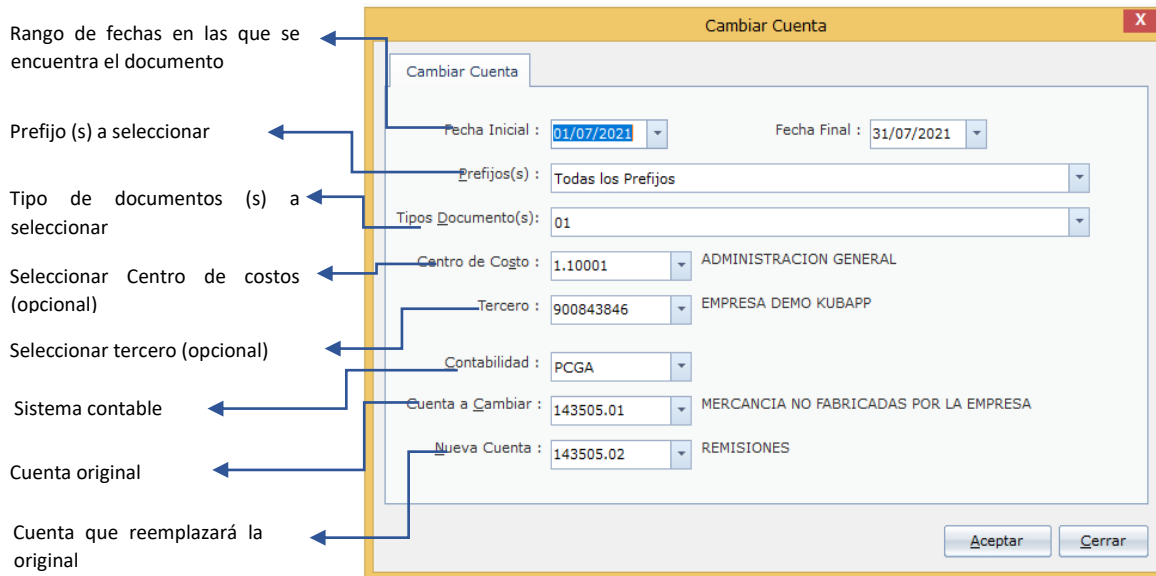 Cambiar Cuenta
X
Rango de fechas en las que se
encuentra el documento
Cambiar Cuenta
Prefijo (s) a seleccionar
Fecha Inicial : 01/07/2021 Fecha Final : 31/07/2021
Prefijos(s) : Todas los Prefijos
Tipo de documentos (s) a
seleccionar
Tipos Documento(s): 01
Seleccionar Centro de costos
(opcional)
Centro de Costo : 1.10001 ADMINISTRACION GENERAL
Tercero : 900843846 EMPRESA DEMO KUBAPP
Seleccionar tercero (opcional)
Contabilidad : PCGA
Sistema contable
Cuenta a Cambiar : 143505.01 MERCANCIA NO FABRICADAS POR LA EMPRESA
Cuenta original
Nueva Cuenta : 143505.02 REMISIONES
Cuenta que reemplazará la
original
Aceptar Cerrar